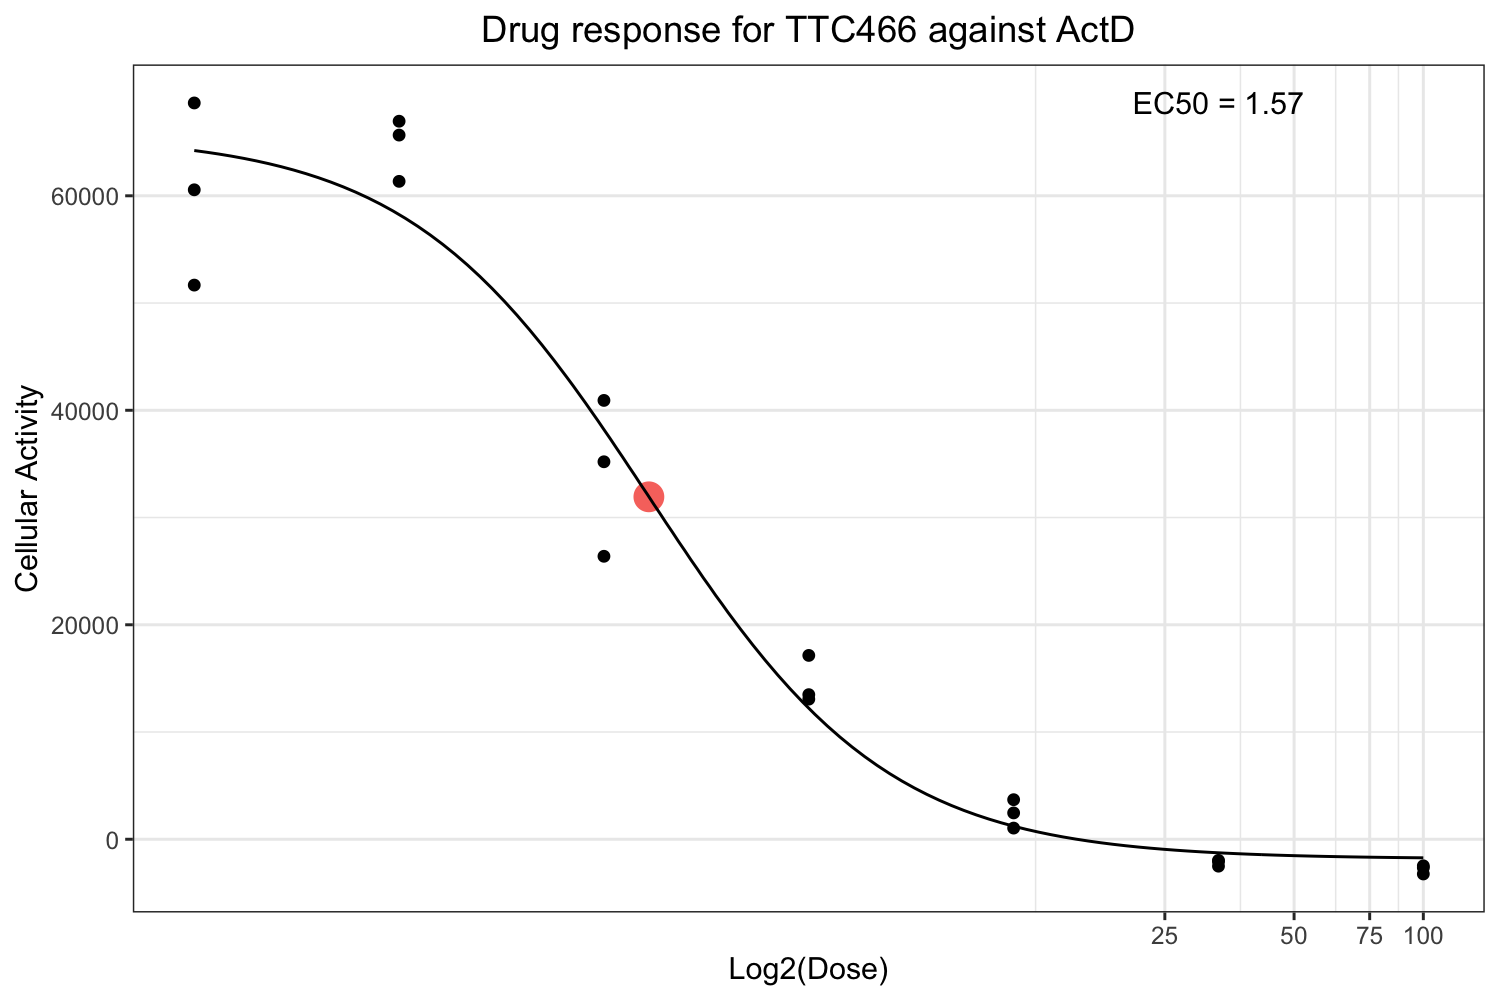 Drug response for TTC466 against ActD
EC50 = 1.57
Cellular Activity
60000
40000
20000
0
25 50 75 100
Log2(Dose)